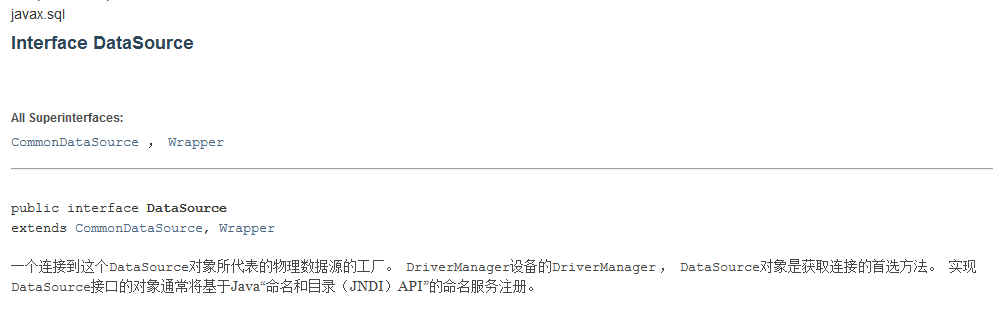 javax.sql
Interface DataSource
All Superinterfaces:
CommonDataSource ， Wrapper
public interface DataSource
extends CommonDataSource, Wrapper
一个连接到这个DataSource对象所代表的物理数据源的工厂。 DriverManager设备的DriverManager ， DataSource对象是获取连接的首选方法。 实现
DataSource接口的对象通常将基于Java“命名和目录（JNDI）API”的命名服务注册。